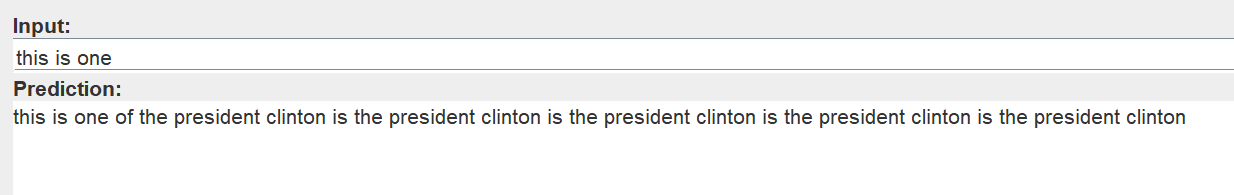 Input:
this is one
Prediction:
this is one of the president clinton is the president clinton is the president clinton is the president clinton is the president clinton